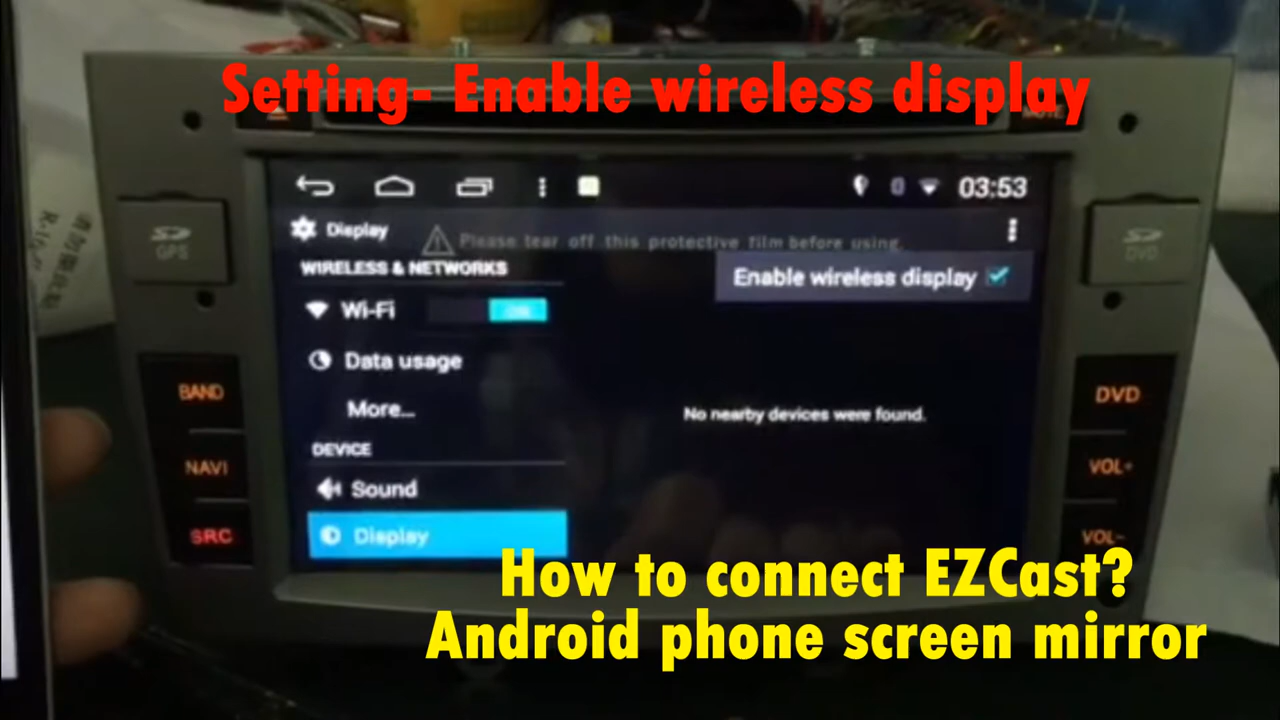 Setting- Enable wireless display
MUTE
03:53
Display
Please tear off this protective film before using.
WIRELESS & NETWORKS
Enable wireless display
Wi-Fi
ON
Data usage
More...
No nearby devices were found.
DEVICE
Sound
Display
GPS
BAND
NAVI
SRC
DVD
DVD
VOL+
VOL-
How to connect EZCast?
Android phone screen mirror